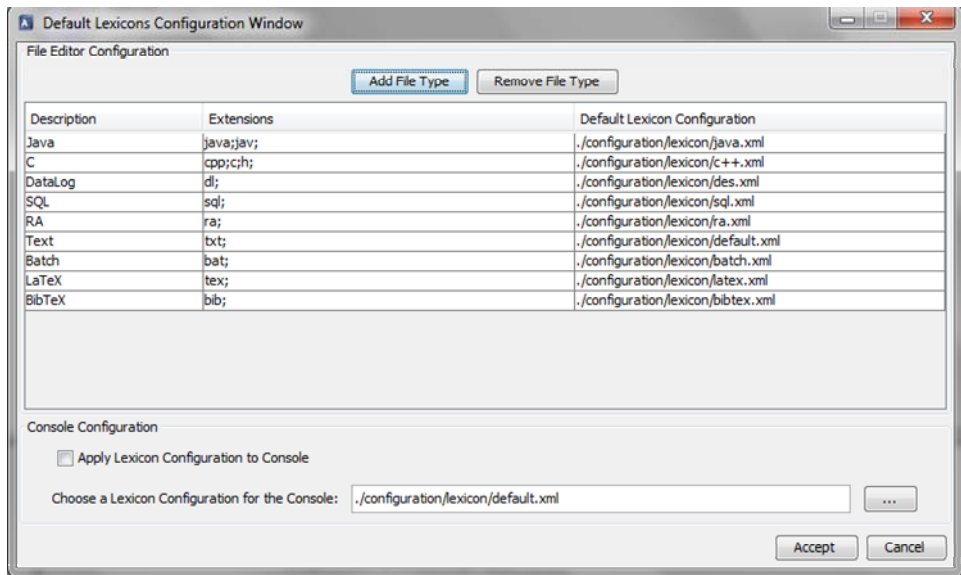 Default Lexicons Configuration Window
File Editor Configuration
Add File Type Remove File Type
Description Extensions Default Lexicon Configuration
Java java;jav; ./configuration/lexicon/java.xml
C cpp;c;h; ./configuration/lexicon/c++.xml
DataLog dl; ./configuration/lexicon/des.xml
SQL sql; ./configuration/lexicon/sql.xml
RA ra; ./configuration/lexicon/ra.xml
Text txt; ./configuration/lexicon/default.xml
Batch bat; ./configuration/lexicon/batch.xml
LaTeX tex; ./configuration/lexicon/latex.xml
BibTeX bib; ./configuration/lexicon/bibtex.xml
Console Configuration
Apply Lexicon Configuration to Console
Choose a Lexicon Configuration for the Console: ./configuration/lexicon/default.xml ...
Accept Cancel